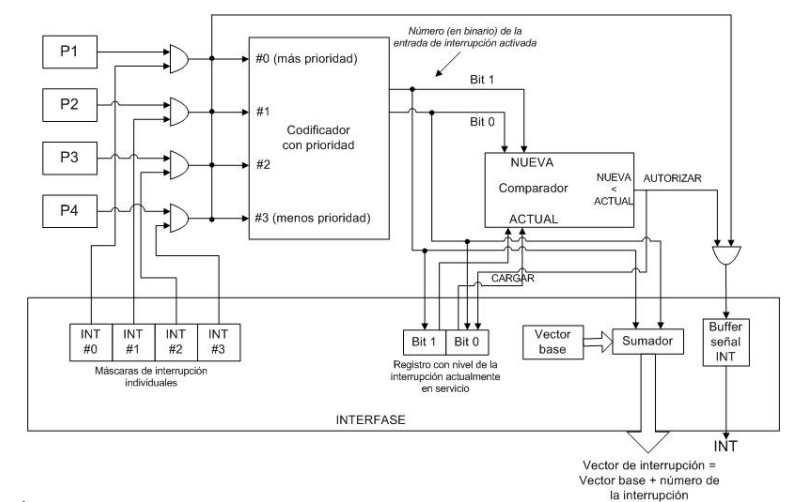 Número (en binario) de la
entrada de interrupción activada
P1
P2
P3
P4
#0 (más prioridad)
#1
Codificador
con prioridad
#2
#3 (menos prioridad)
Bit 1
Bit 0
NUEVA
Comparador
NUEVA
<
ACTUAL
ACTUAL
AUTORIZAR
CARGAR
INT
#0
INT
#1
INT
#2
INT
#3
Máscaras de interrupción
individuales
Bit 1
Bit 0
Registro con nivel de la
interrupción actualmente
en servicio
Vector
base
Sumador
Buffer
señal
INT
INTERFASE
INT
Vector de interrupción =
Vector base + número de
la interrupción